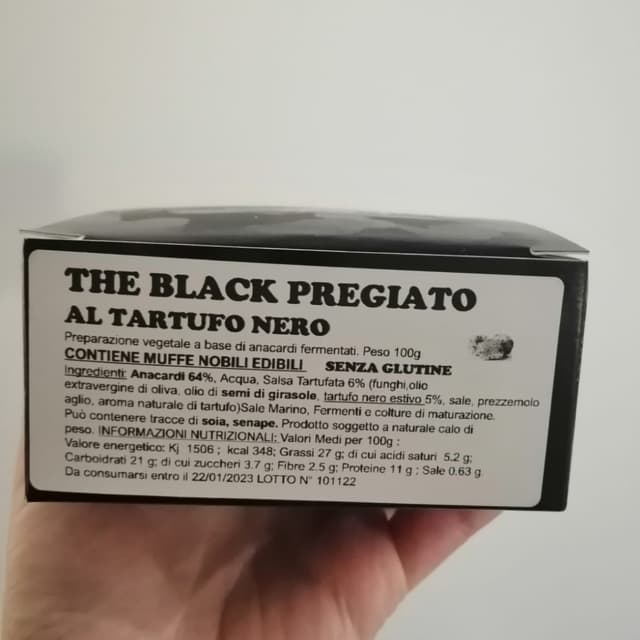 THE BLACK PREGIATO
AL TARTUFO NERO
Preparazione vegetale a base di anacardi fermentati. Peso 100g
CONTIENE MUFFE NOBILI EDIBILI SENZA GLUTINE
Ingredienti: Anacardi 64%, Acqua, Salsa Tartufata 6% (funghi,olio
extravergine di oliva, olio di semi di girasole, tartufo nero estivo 5%, sale, prezzemolo
aglio, aroma naturale di tartufo)Sale Marino, Fermenti e colture di maturazione.
Può contenere tracce di soia, senape. Prodotto soggetto a naturale calo di
peso. INFORMAZIONI NUTRIZIONALI: Valori Medi per 100g :
Valore energetico: Kj 1506 ; kcal 348; Grassi 27 g; di cui acidi saturi 5.2 g;
Carboidrati 21 g; di cui zuccheri 3.7 g; Fibre 2.5 g; Proteine 11 g ; Sale 0.63 g.
Da consumarsi entro il 22/01/2023 LOTTO N° 101122